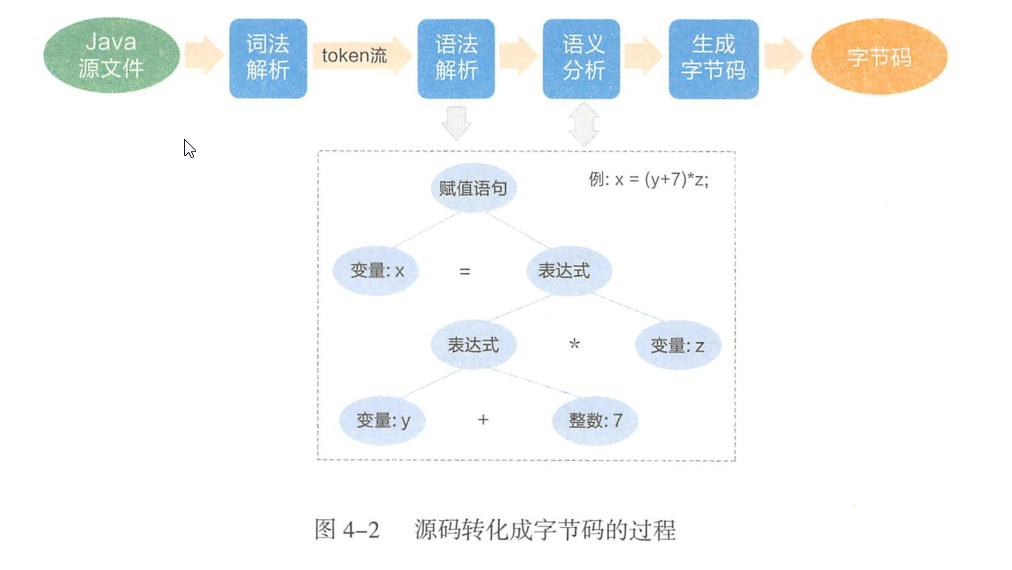 Java
源文件
词法
解析
token流
语法
解析
语义
分析
生成
字节码
字节码
赋值语句
例: x = (y+7)*z;
变量: x
=
表达式
表达式
*
变量: z
变量: y
+
整数: 7
图 4-2 源码转化成字节码的过程